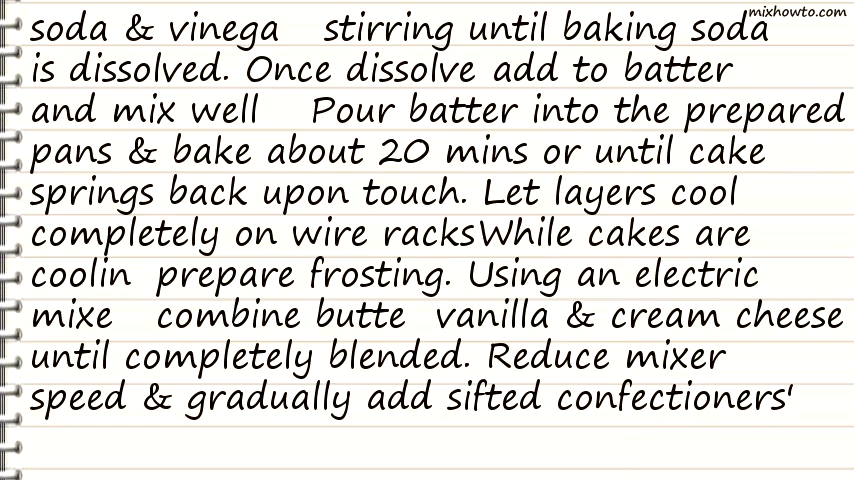 mixhowto.com
soda & vinega stirring until baking soda
is dissolved. Once dissolve add to batter
and mix well Pour batter into the prepared
pans & bake about 20 mins or until cake
springs back upon touch. Let layers cool
completely on wire racksWhile cakes are
coolin prepare frosting. Using an electric
mixe combine butte vanilla & cream cheese
until completely blended. Reduce mixer
speed & gradually add sifted confectioners'